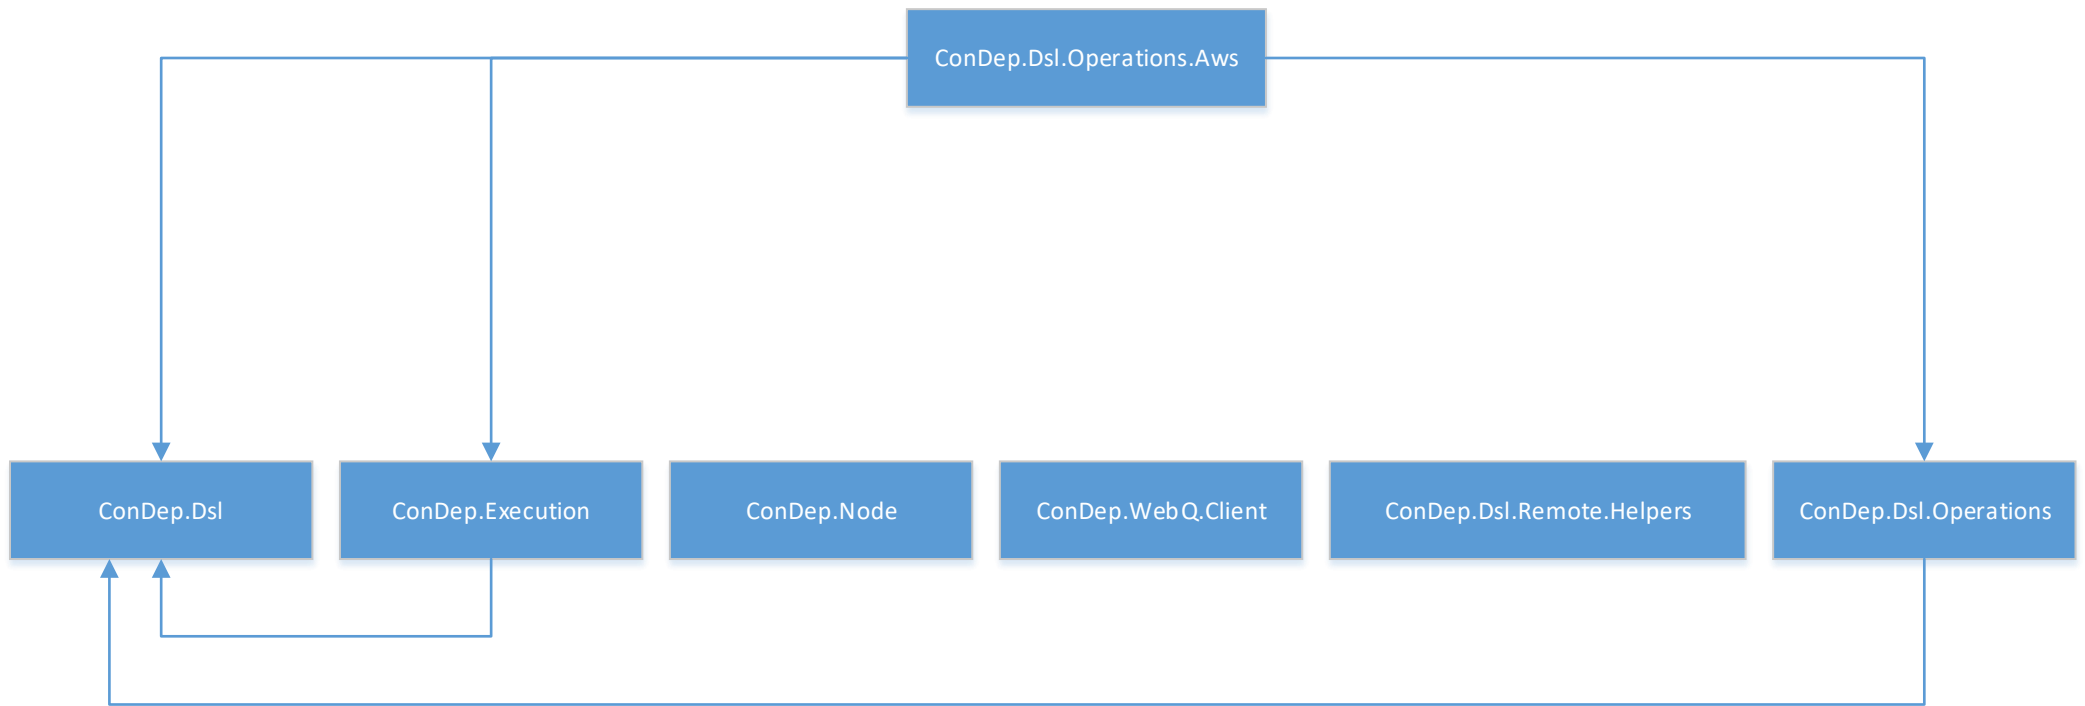 ConDep.Dsl.Operations.Aws
ConDep.Dsl
ConDep.Execution
ConDep.Node
ConDep.WebQ.Client
ConDep.Dsl.Remote.Helpers
ConDep.Dsl.Operations